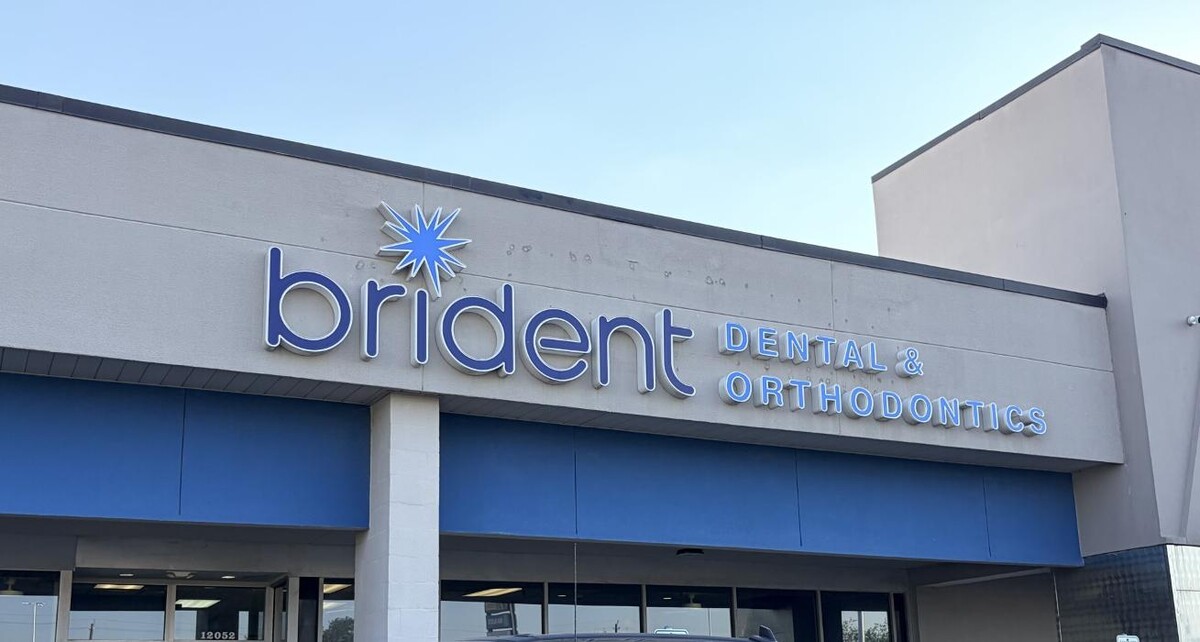 brident
DENTAL &
ORTHODONTICS
12052